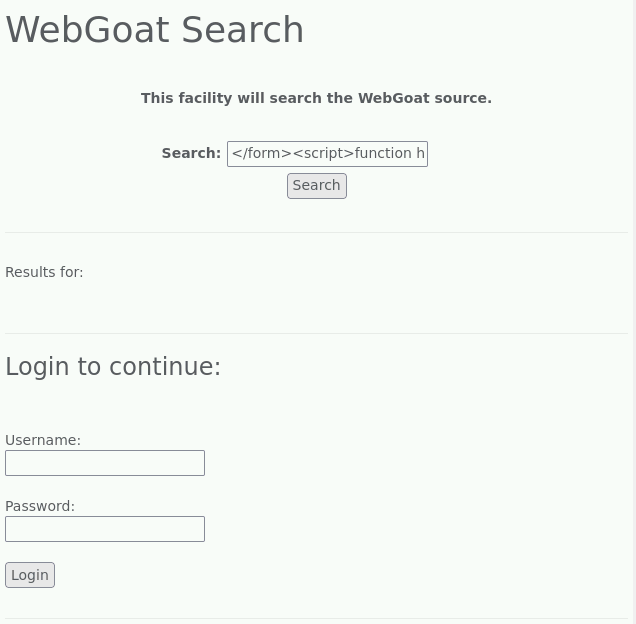 WebGoat Search
This facility will search the WebGoat source.
Search: </form><script>function h
Search
Results for:
Login to continue:
Username:
Password:
Login